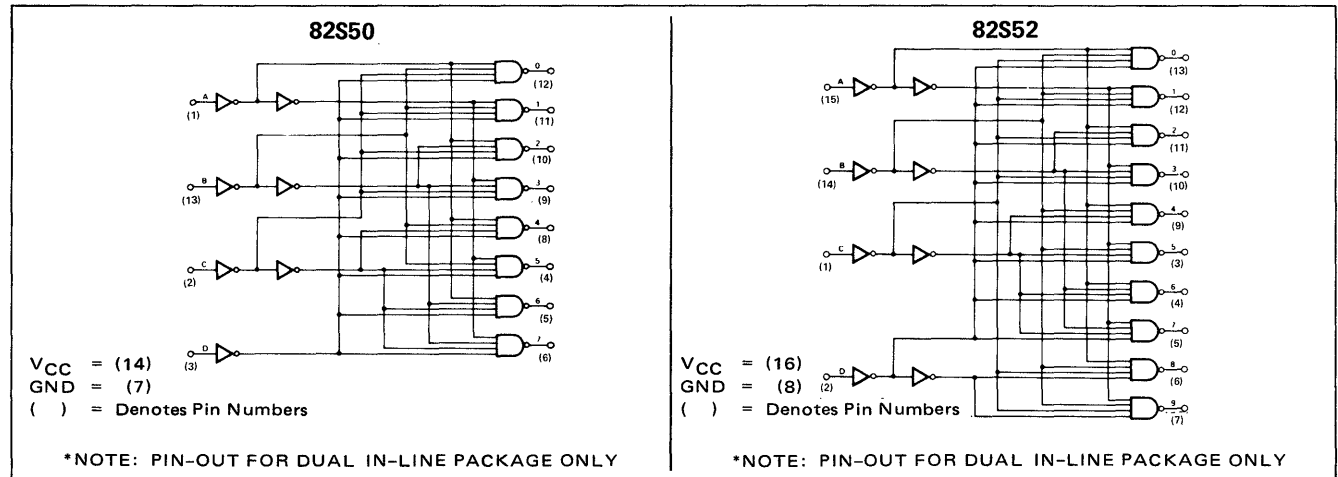 82S50
A
(1)
B
(13)
C
(2)
D
(3)
0
(12)
1
(11)
2
(10)
3
(9)
4
(8)
5
(4)
6
(5)
7
(6)
VCC = (14)
GND = (7)
( ) = Denotes Pin Numbers
*NOTE: PIN-OUT FOR DUAL IN-LINE PACKAGE ONLY
82S52
A
(15)
B
(14)
C
(1)
D
(2)
0
(13)
1
(12)
2
(11)
3
(10)
4
(9)
5
(3)
6
(4)
7
(5)
8
(6)
9
(7)
VCC = (16)
GND = (8)
( ) = Denotes Pin Numbers
*NOTE: PIN-OUT FOR DUAL IN-LINE PACKAGE ONLY